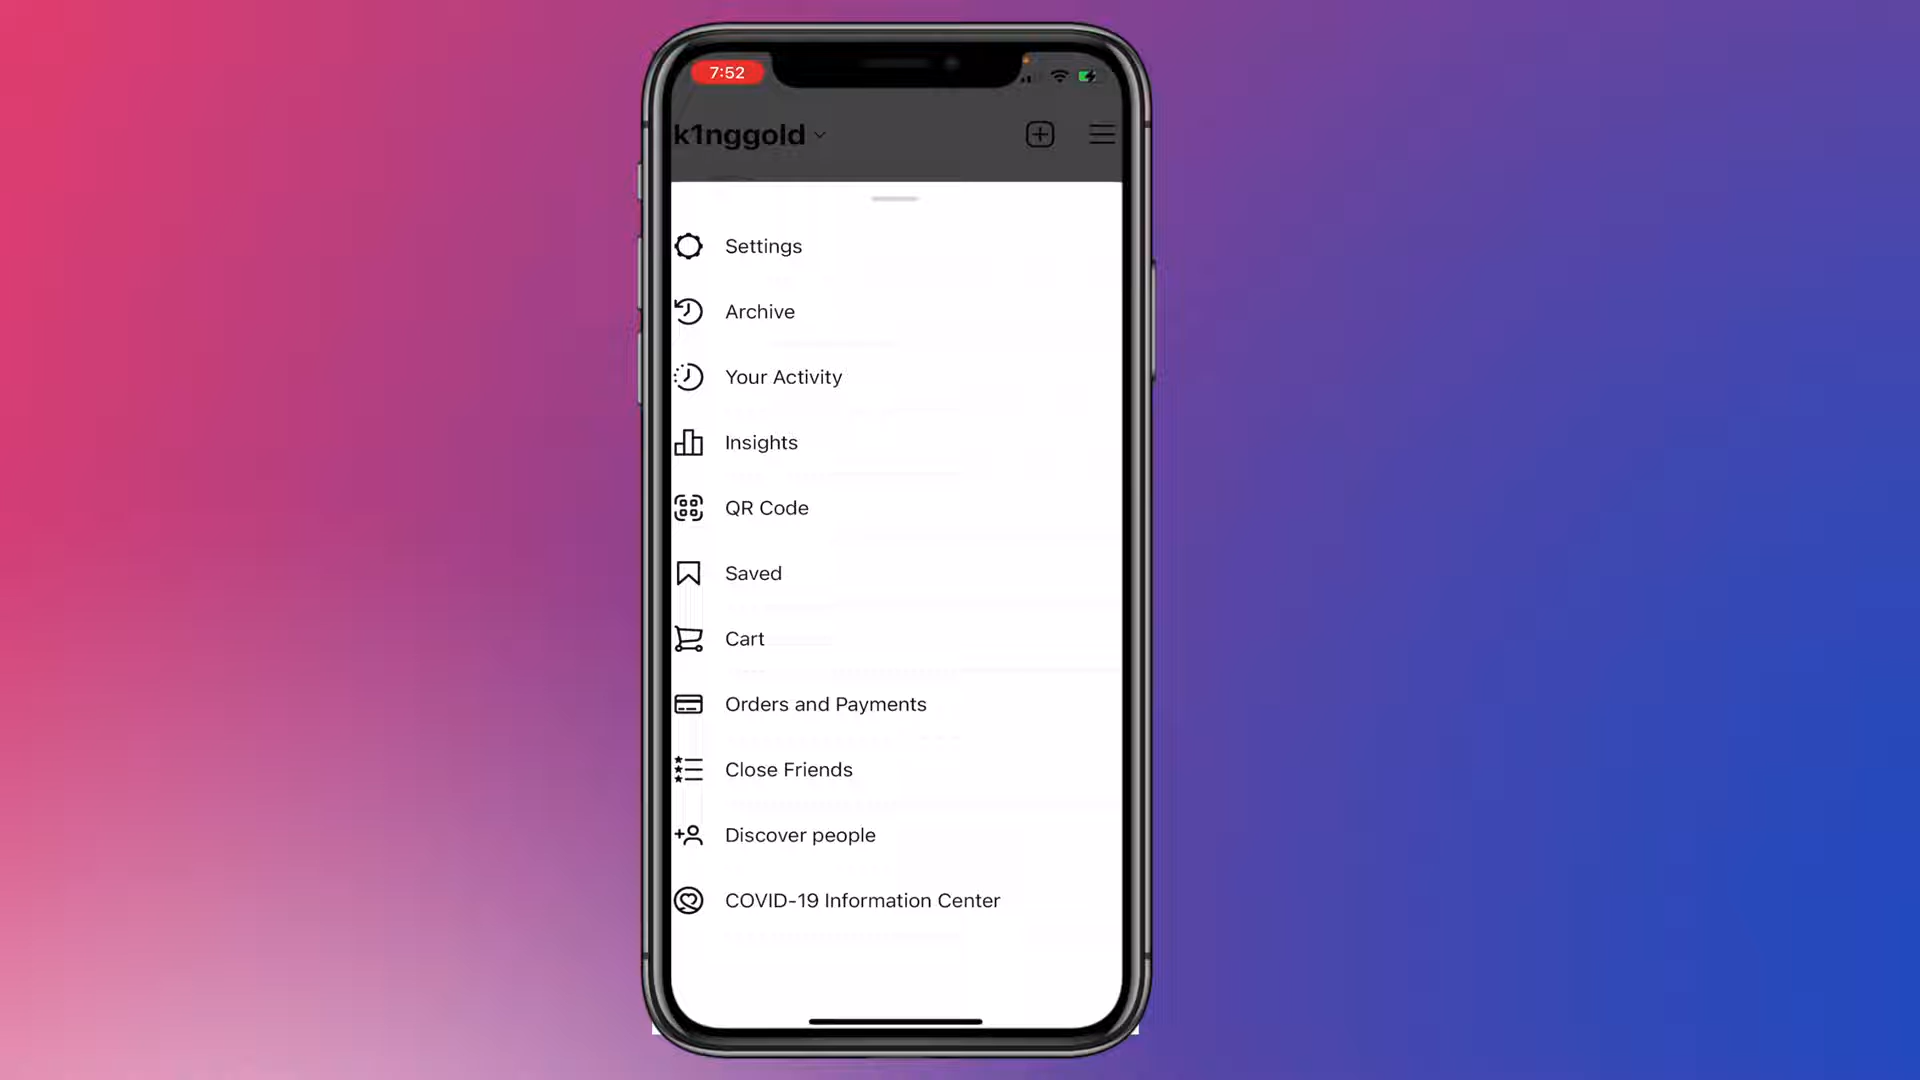 7:52
k1nggold
Settings
Archive
Your Activity
Insights
QR Code
Saved
Cart
Orders and Payments
Close Friends
Discover people
COVID-19 Information Center